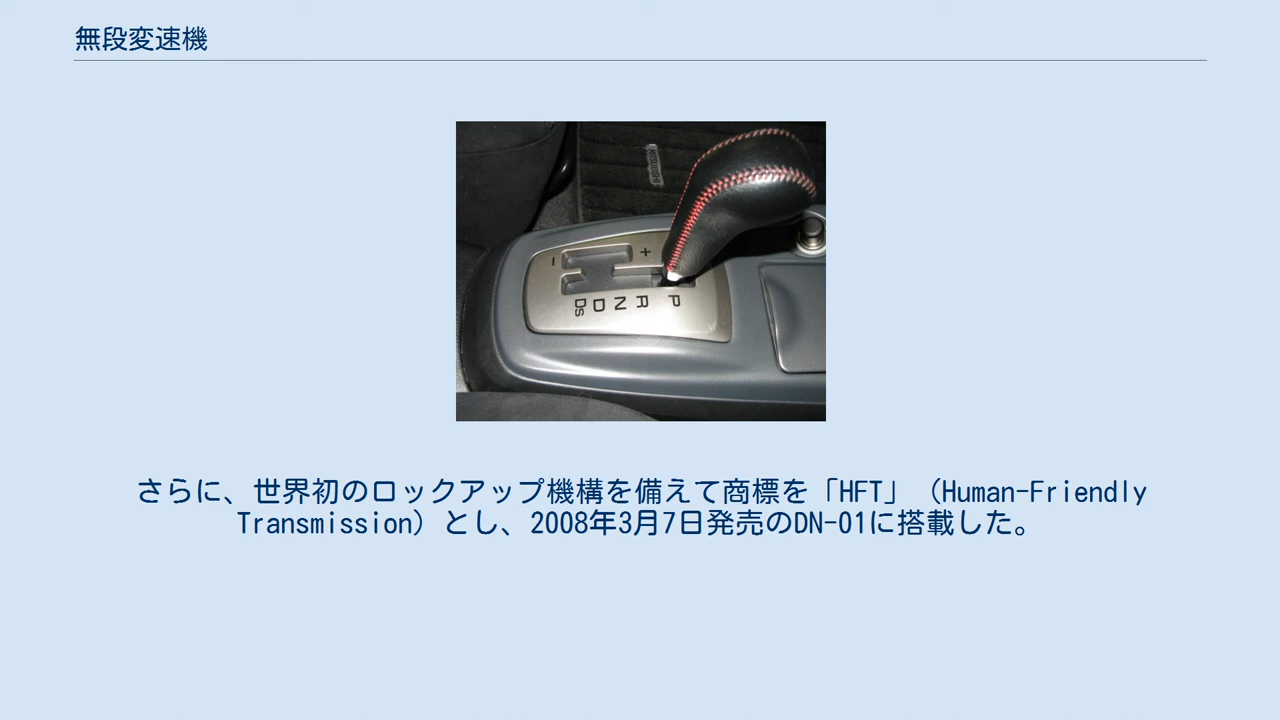 無段変速機
- +
Ds D N R P
さらに、世界初のロックアップ機構を備えて商標を「HFT」（Human-Friendly
Transmission）とし、2008年3月7日発売のDN-01に搭載した。